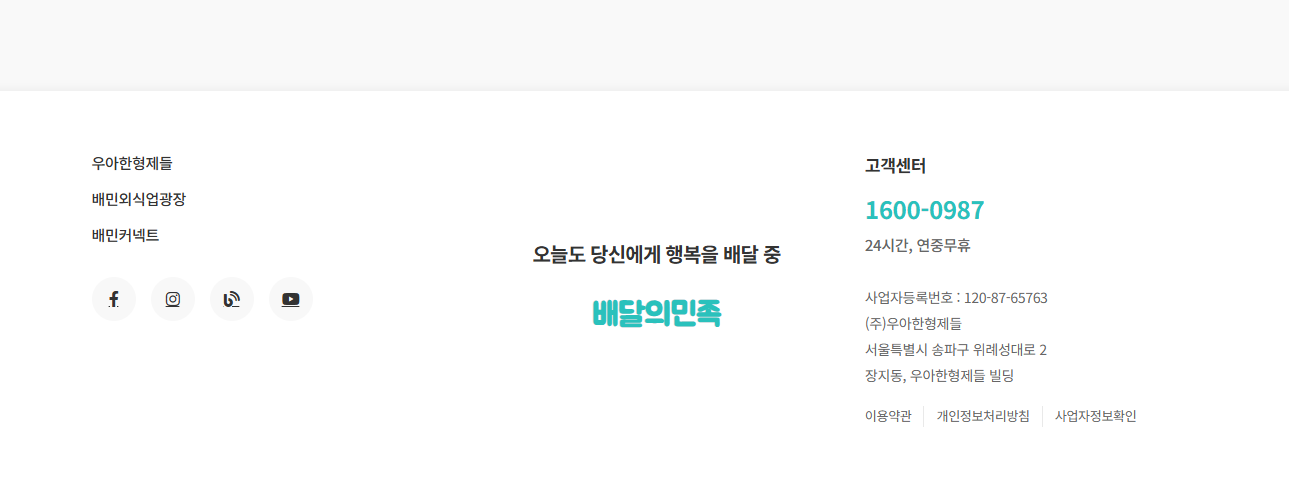 우아한형제들
배민외식업광장
배민커넥트
오늘도 당신에게 행복을 배달 중
배달의민족
고객센터
1600-0987
24시간, 연중무휴
사업자등록번호 : 120-87-65763
(주)우아한형제들
서울특별시 송파구 위례성대로 2
장지동, 우아한형제들 빌딩
이용약관 개인정보처리방침 사업자정보확인